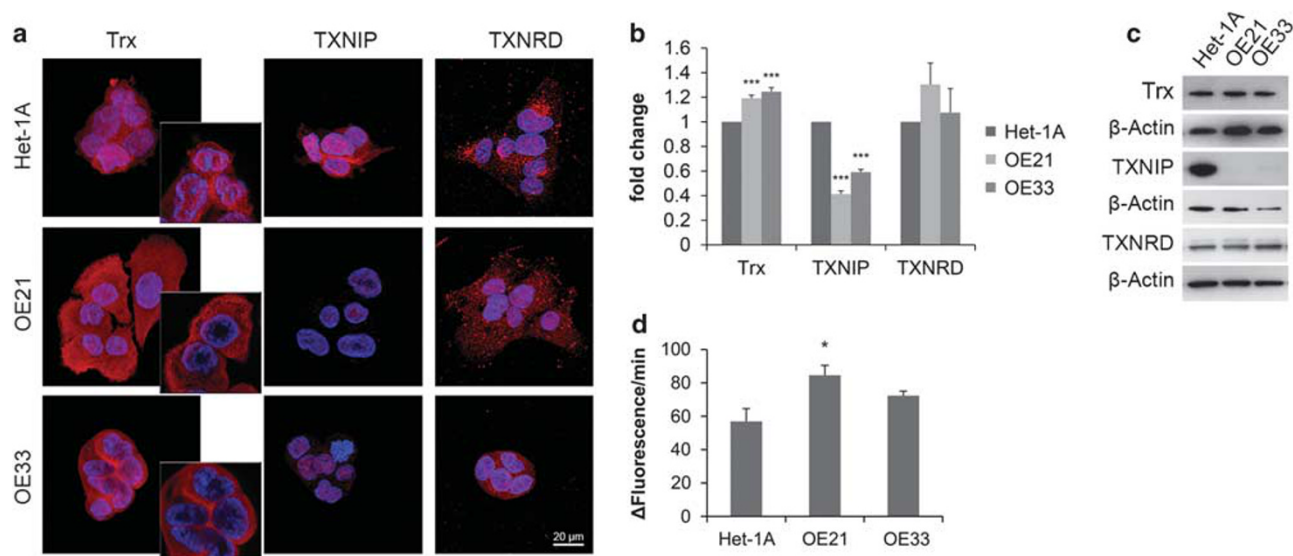 a
Trx
TXNIP
TXNRD
Het-1A
OE21
OE33
20 µm
b
fold change
1.6
1.4
1.2
1
0.8
0.6
0.4
0.2
0
*** ***
*** ***
Trx
TXNIP
TXNRD
Het-1A
OE21
OE33
c
Het-1A
OE21
OE33
Trx
β-Actin
TXNIP
β-Actin
TXNRD
β-Actin
d
ΔFluorescence/min
100
80
60
40
20
0
*
Het-1A
OE21
OE33